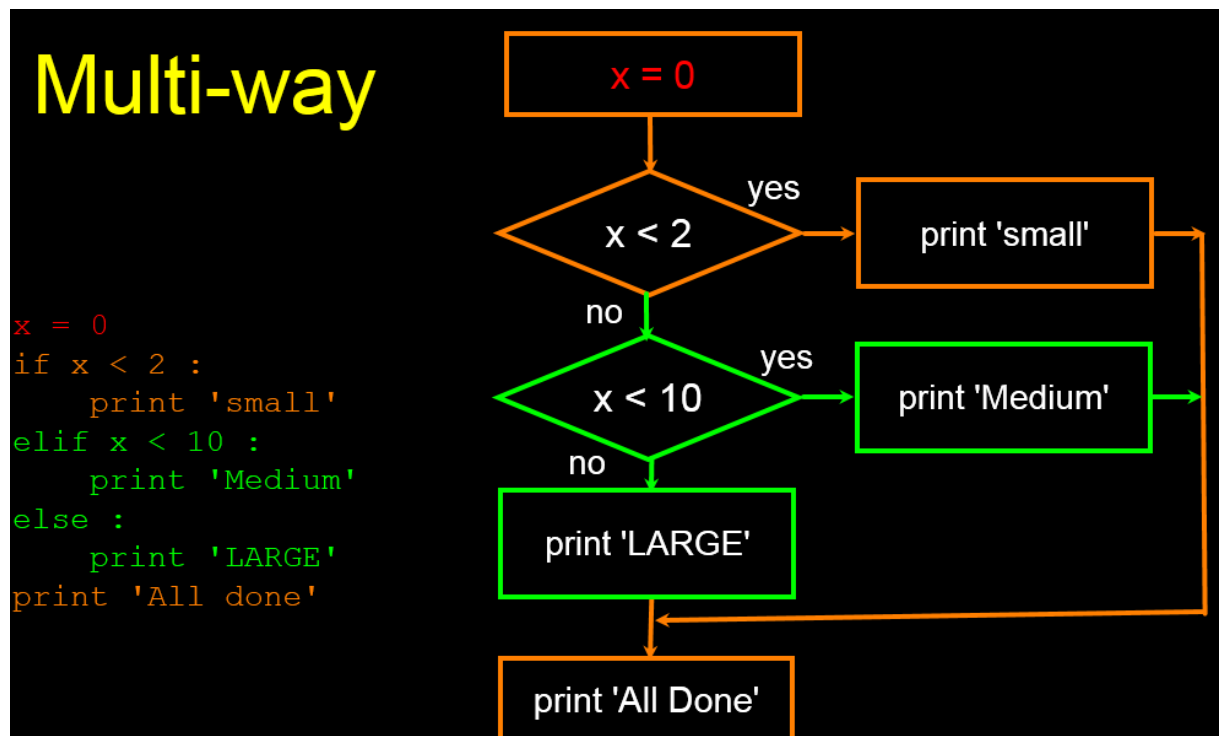 Multi-way
x = 0
if x < 2 :
    print 'small'
elif x < 10 :
    print 'Medium'
else :
    print 'LARGE'
print 'All done'
x = 0
x < 2
yes
print 'small'
no
x < 10
yes
print 'Medium'
no
print 'LARGE'
print 'All Done'